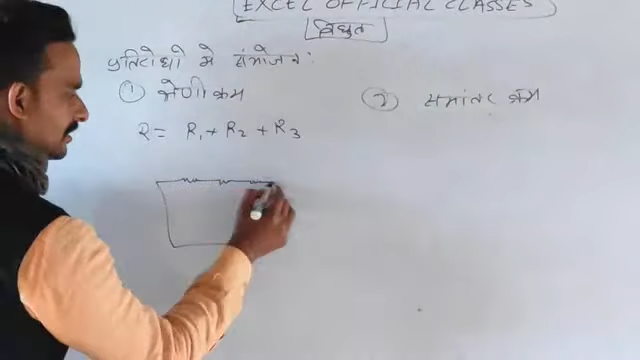 EXCEL OFFICIAL CLASSES
विधुत
प्रतिरोधो मे संयोजन:
① श्रेणी क्रम
② समांतर क्रम
R = R₁ + R₂ + R₃